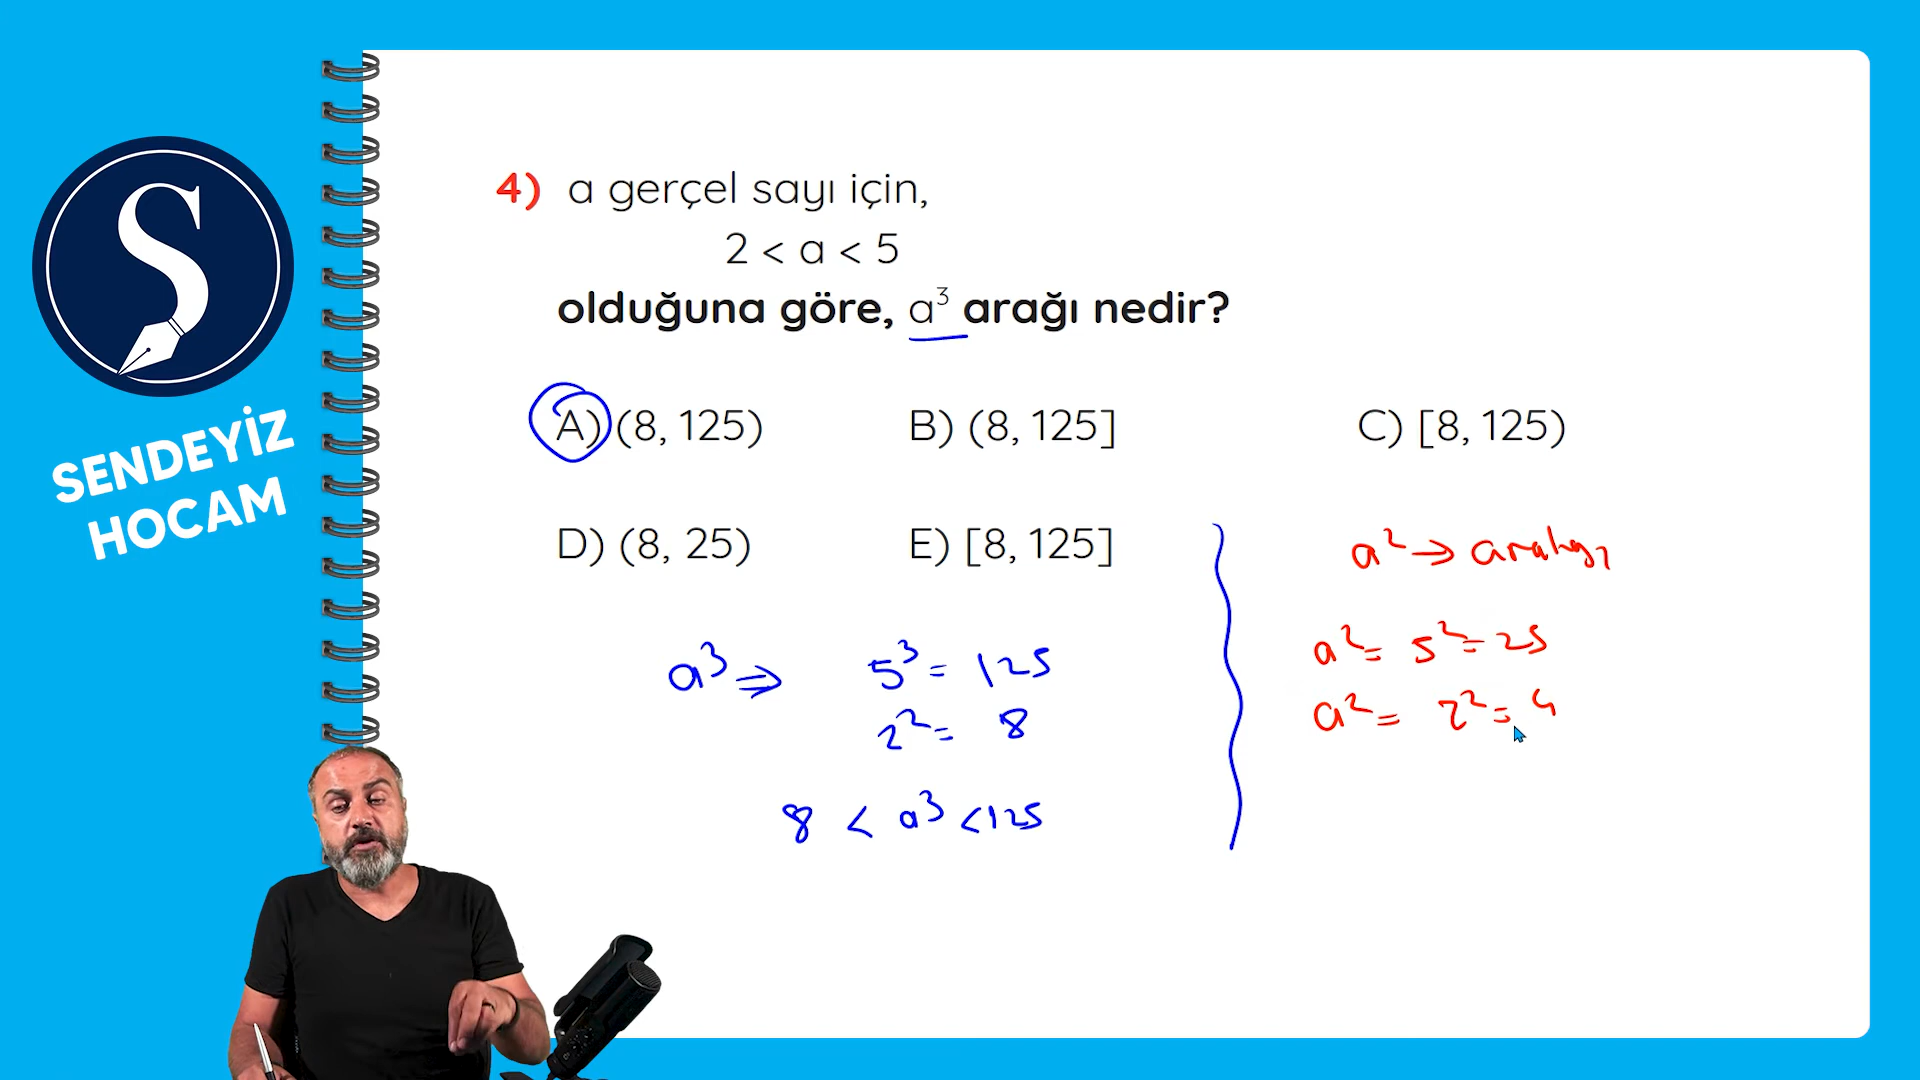 SENDEYİZ
HOCAM
4) a gerçel sayı için,
2 < a < 5
olduğuna göre, a³ arağı nedir?
A) (8, 125) B) (8, 125] C) [8, 125)
D) (8, 25) E) [8, 125]
a³ ⇒ 5³ = 125
2² = 8
8 < a³ < 125
a² → aralığı
a² = 5² = 25
a² = 2² = 4